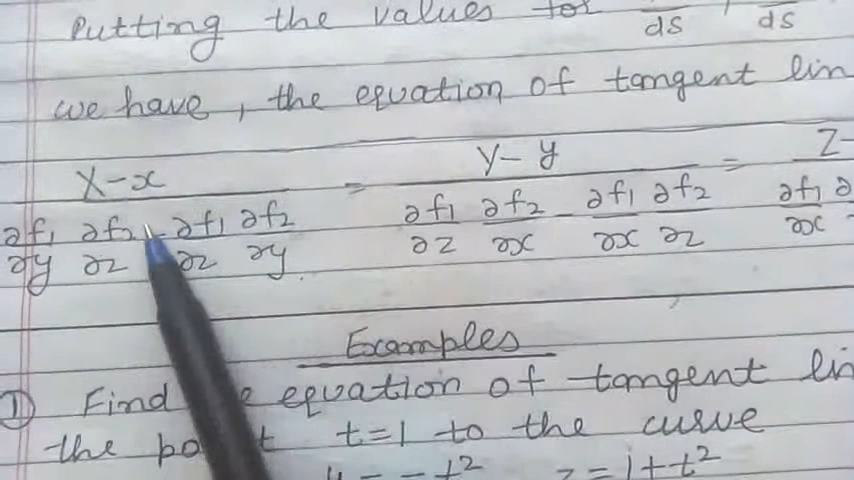 Putting the values for /ds , /ds
we have, the equation of tangent lin
X-x / (∂f1/∂y ∂f2/∂z - ∂f1/∂z ∂f2/∂y) = Y-y / (∂f1/∂z ∂f2/∂x - ∂f1/∂x ∂f2/∂z) = Z- / (∂f1/∂x ∂
Examples
1) Find equation of tangent lin
the t=1 to the curve
y = -t² z = 1+t²